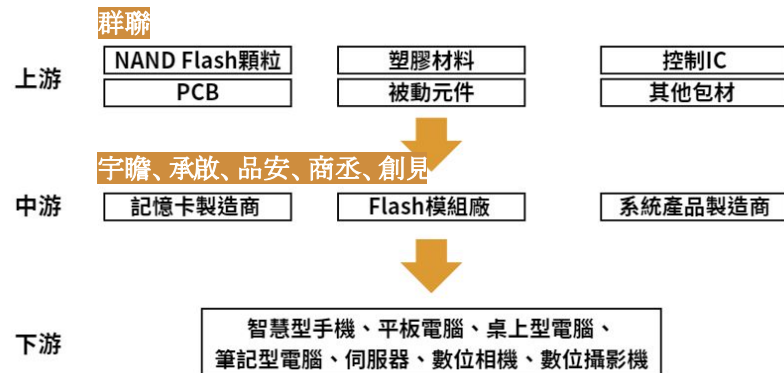 群聯
上游
NAND Flash顆粒
塑膠材料
控制IC
PCB
被動元件
其他包材
宇瞻、承啟、品安、商丞、創見
中游
記憶卡製造商
Flash模組廠
系統產品製造商
下游
智慧型手機、平板電腦、桌上型電腦、
筆記型電腦、伺服器、數位相機、數位攝影機